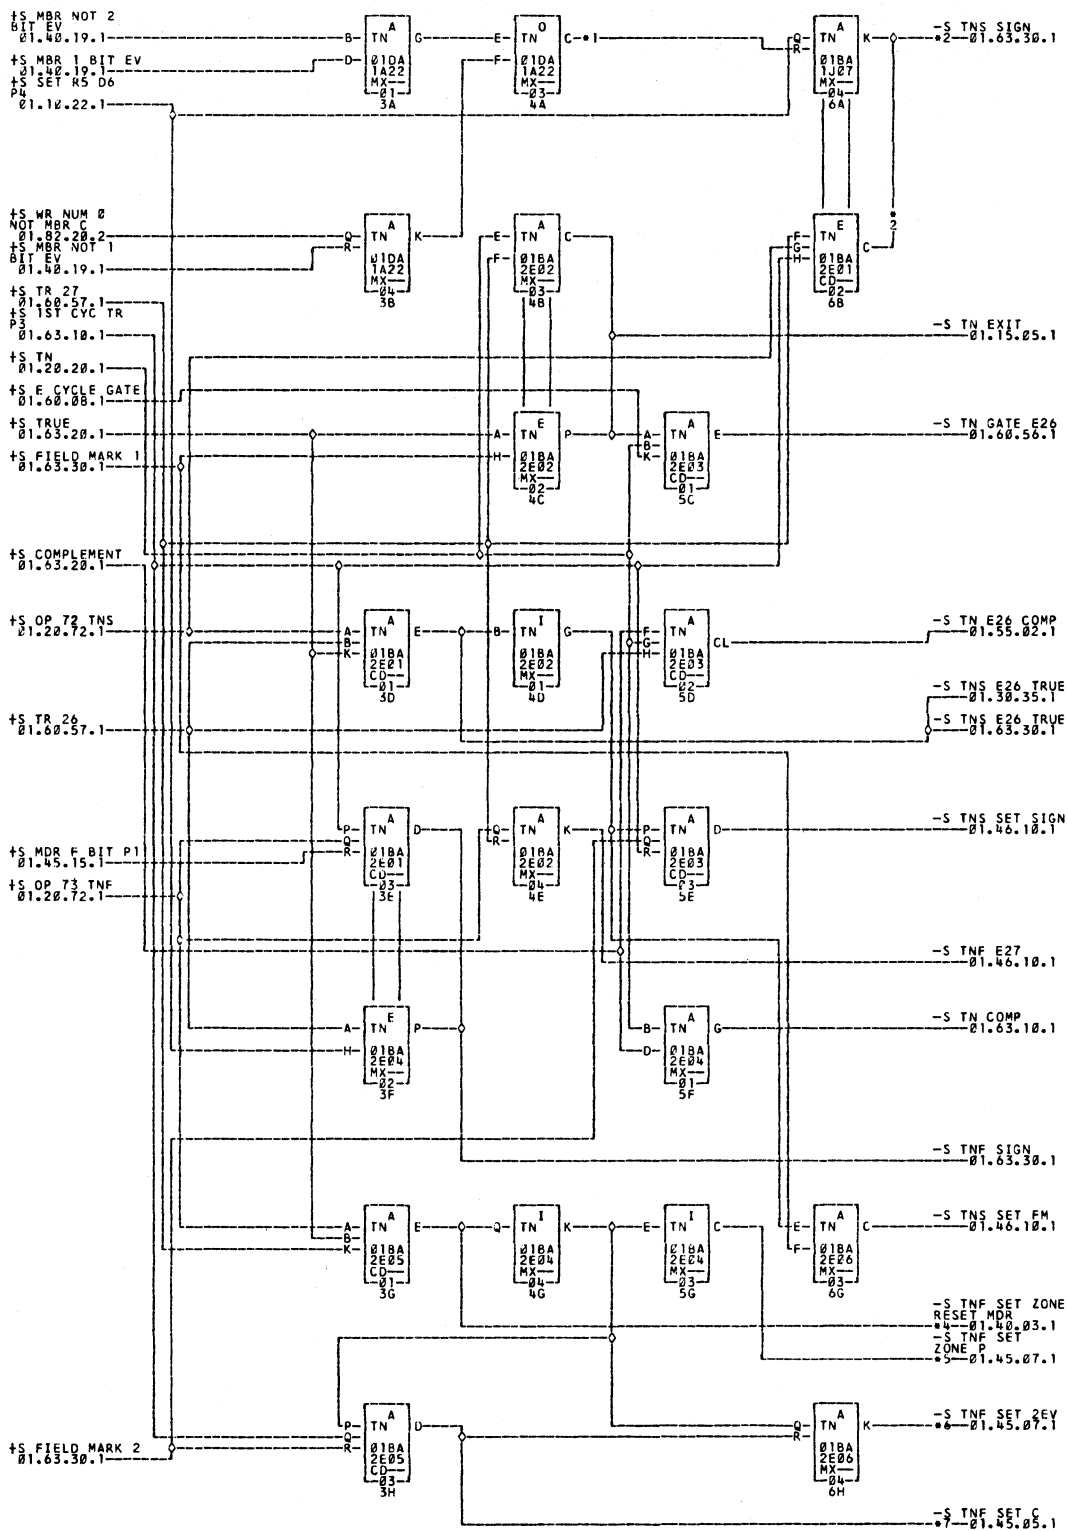 +S MBR NOT 2
BIT EV
01.40.19.1
+S MBR 1 BIT EV
01.40.19.1
+S SET R5 D6
P4
01.10.22.1
B
D
A
TN
G
01DA
1A22
MX
01
3A
E
F
O
TN
C
*1
01DA
1A22
MX
03
4A
Q
R
A
TN
K
01BA
1J07
MX
04
6A
-S TNS SIGN
*2 01.63.30.1
+S WR NUM 0
NOT MBR C
01.82.20.2
+S MBR NOT 1
BIT EV
01.40.19.1
Q
R
A
TN
K
01DA
1A22
MX
04
3B
E
F
A
TN
C
01BA
2E02
MX
03
4B
F
G
H
E
TN
C
01BA
2E01
CD
02
6B
*
2
+S TR 27
01.60.57.1
+S 1ST CYC TR
P3
01.63.10.1
-S TN EXIT
01.15.05.1
+S TN
01.20.20.1
+S E CYCLE GATE
01.60.08.1
+S TRUE
01.63.20.1
+S FIELD MARK 1
01.63.30.1
A
H
E
TN
P
01BA
2E02
MX
02
4C
A
B
K
A
TN
E
01BA
2E03
CD
01
5C
-S TN GATE E26
01.60.56.1
+S COMPLEMENT
01.63.20.1
+S OP 72 TNS
01.20.72.1
A
B
K
A
TN
E
01BA
2E01
CD
01
3D
B
I
TN
G
01BA
2E02
MX
01
4D
F
G
H
A
TN
CL
01BA
2E03
CD
02
5D
-S TN E26 COMP
01.55.02.1
-S TNS E26 TRUE
01.30.35.1
-S TNS E26 TRUE
01.63.30.1
+S TR 26
01.60.57.1
+S MDR F BIT P1
01.45.15.1
+S OP 73 TNF
01.20.72.1
P
Q
R
A
TN
D
01BA
2E01
CD
03
3E
Q
R
A
TN
K
01BA
2E02
MX
04
4E
P
Q
R
A
TN
D
01BA
2E03
CD
03
5E
-S TNS SET SIGN
01.46.10.1
-S TNF E27
01.46.10.1
A
H
E
TN
P
01BA
2E04
MX
02
3F
B
D
A
TN
G
01BA
2E04
MX
01
5F
-S TN COMP
01.63.10.1
-S TNF SIGN
01.63.30.1
A
B
K
A
TN
E
01BA
2E05
CD
01
3G
Q
I
TN
K
01BA
2E04
MX
04
4G
E
I
TN
C
01BA
2E04
MX
03
5G
E
F
A
TN
C
01BA
2E06
MX
03
6G
-S TNS SET FM
01.46.10.1
-S TNF SET ZONE
RESET MDR
*4 01.40.03.1
-S TNF SET
ZONE P
*5 01.45.07.1
+S FIELD MARK 2
01.63.30.1
P
Q
R
A
TN
D
01BA
2E05
CD
03
3H
Q
R
A
TN
K
01BA
2E06
MX
04
6H
-S TNF SET 2EV
*6 01.45.07.1
-S TNF SET C
*7 01.45.05.1